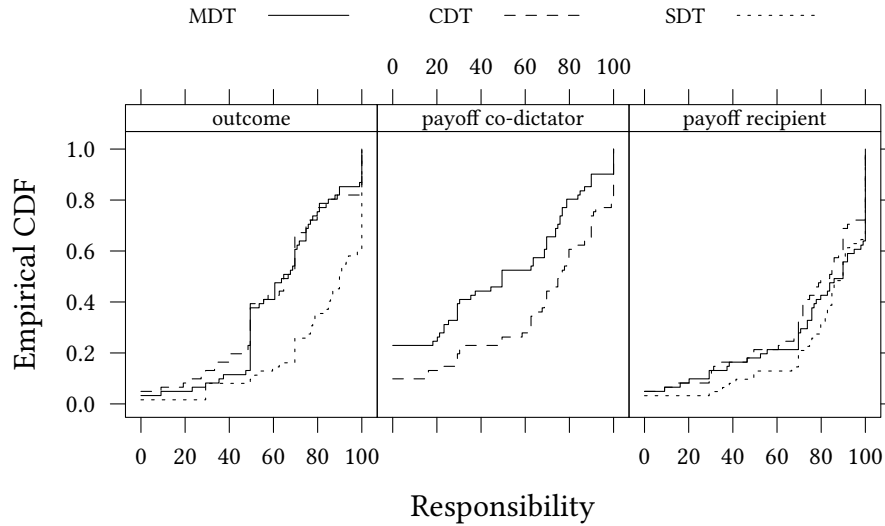 MDT CDT SDT
0 20 40 60 80 100
outcome payoff co-dictator payoff recipient
1.0
0.8
0.6
0.4
0.2
0.0
Empirical CDF
0 20 40 60 80 100 0 20 40 60 80 100
Responsibility